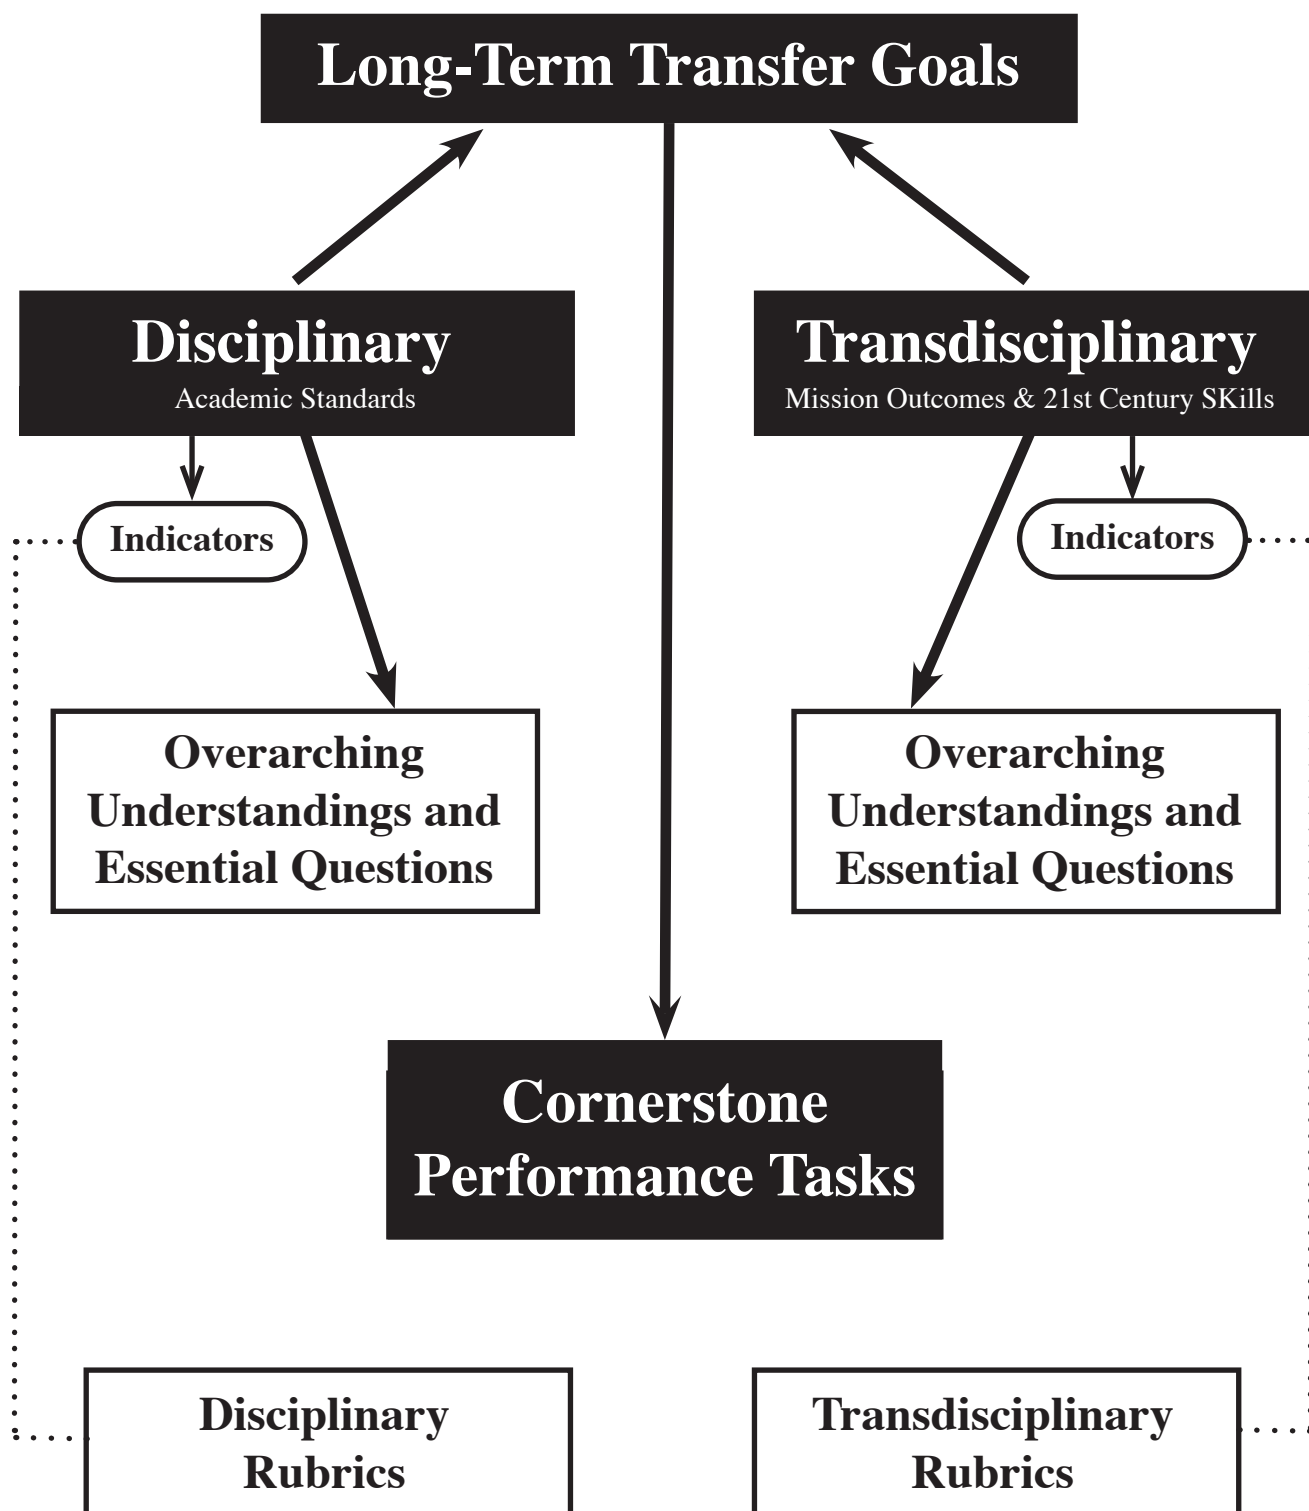 Long-Term Transfer Goals
Disciplinary
Academic Standards
Transdisciplinary
Mission Outcomes & 21st Century SKills
Indicators
Indicators
Overarching
Understandings and
Essential Questions
Overarching
Understandings and
Essential Questions
Cornerstone
Performance Tasks
Disciplinary
Rubrics
Transdisciplinary
Rubrics